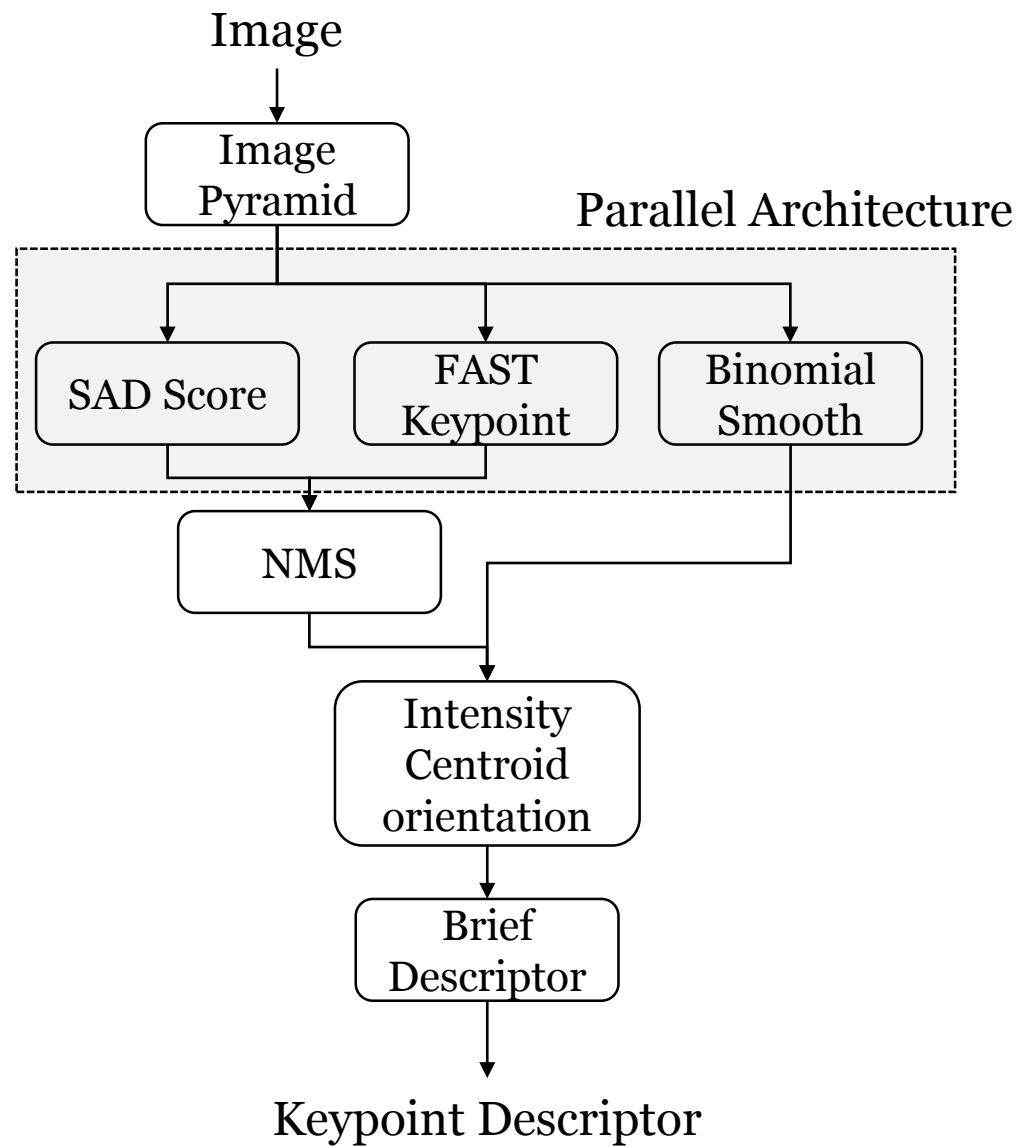 Image
Image
Pyramid
Parallel Architecture
SAD Score
FAST
Keypoint
Binomial
Smooth
NMS
Intensity
Centroid
orientation
Brief
Descriptor
Keypoint Descriptor